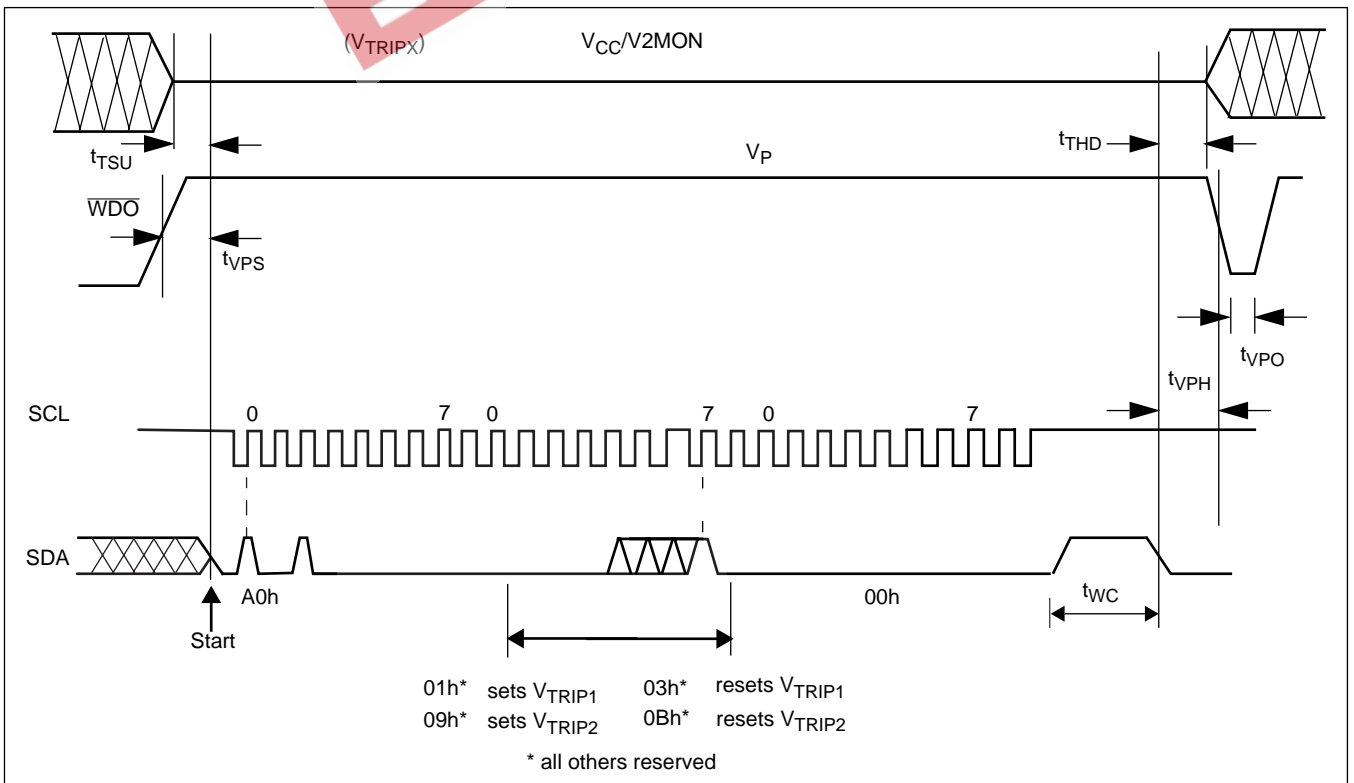 (VTRIPX) VCC/V2MON
tTSU
tTHD
VP
WDO
tVPS
tVPO
tVPH
SCL 0 7 0 7 0 7
SDA
A0h 00h tWC
Start
01h* sets VTRIP1 03h* resets VTRIP1
09h* sets VTRIP2 0Bh* resets VTRIP2
* all others reserved